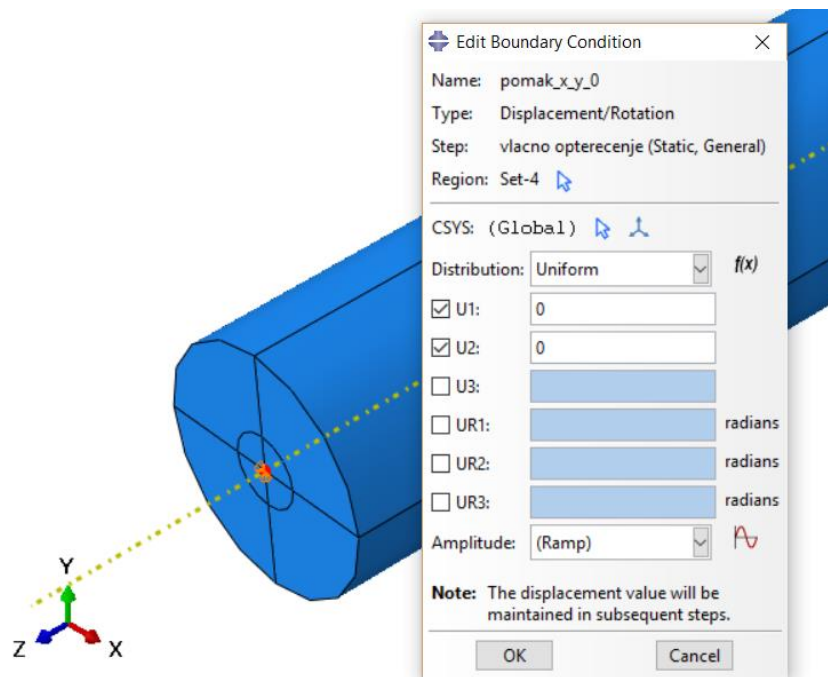 Edit Boundary Condition
Name: pomak_x_y_0
Type: Displacement/Rotation
Step: vlacno opterecenje (Static, General)
Region: Set-4
CSYS: (Global)
Distribution: Uniform f(x)
U1: 0
U2: 0
U3:
UR1: radians
UR2: radians
UR3: radians
Amplitude: (Ramp)
Note: The displacement value will be
maintained in subsequent steps.
OK Cancel
Y
Z X